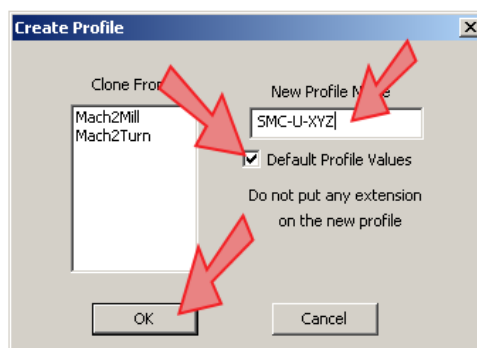 Create Profile
Clone From
Mach2Mill
Mach2Turn
New Profile Name
SMC-U-XYZ
Default Profile Values
Do not put any extension
on the new profile
OK
Cancel